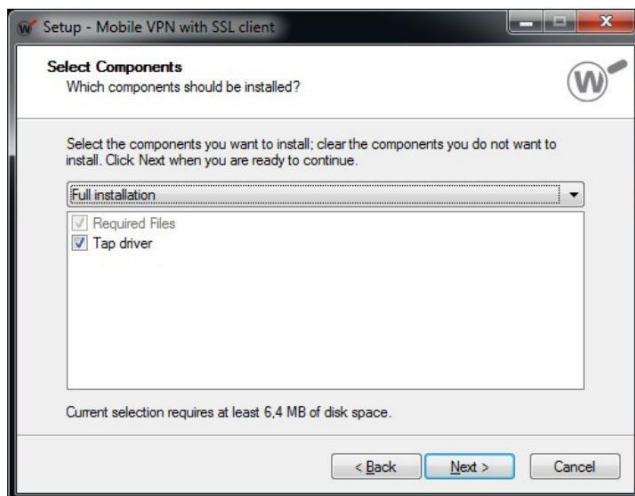 Setup - Mobile VPN with SSL client
Select Components
Which components should be installed?
W
Select the components you want to install; clear the components you do not want to
install. Click Next when you are ready to continue.
Full installation
Required Files
Tap driver
Current selection requires at least 6,4 MB of disk space.
< Back
Next >
Cancel